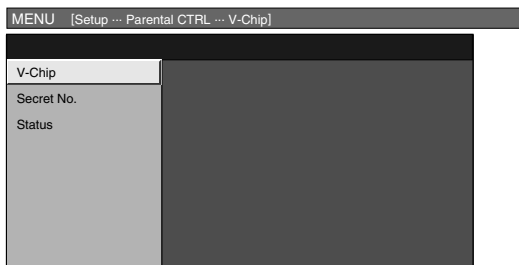 MENU [Setup ··· Parental CTRL ··· V-Chip]
V-Chip
Secret No.
Status